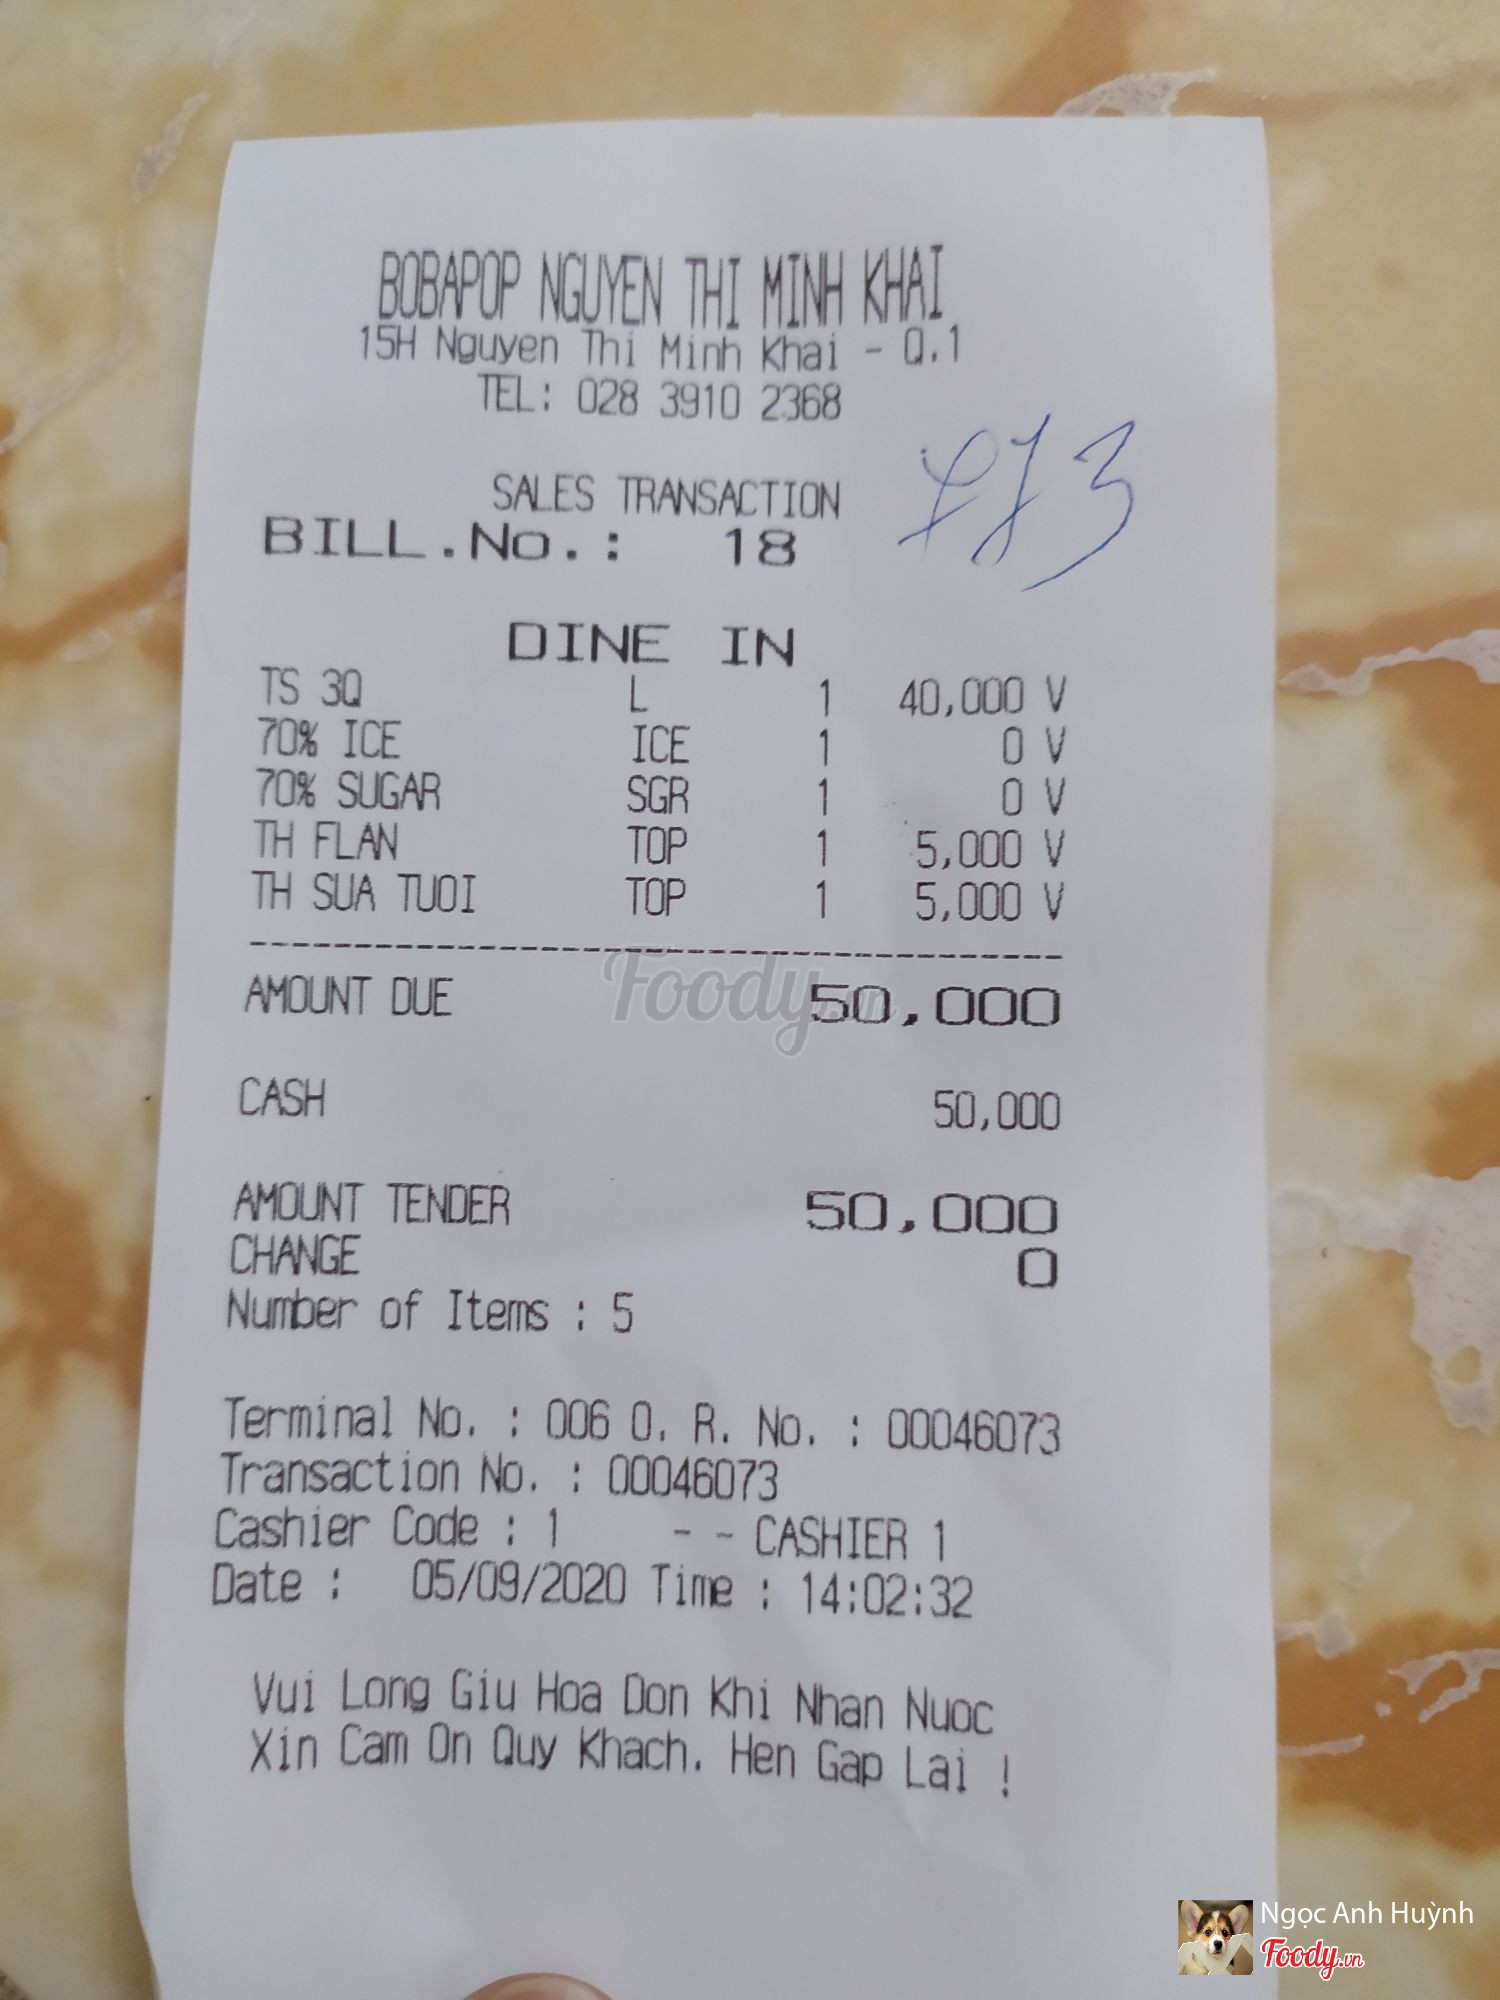 BOBAPOP NGUYEN THI MINH KHAI
15H Nguyen Thi Minh Khai - Q.1
TEL: 028 3910 2368
SALES TRANSACTION
BILL.No.: 18
DINE IN
TS 3Q L 1 40,000 V
70% ICE ICE 1 0 V
70% SUGAR SGR 1 0 V
TH FLAN TOP 1 5,000 V
TH SUA TUOI TOP 1 5,000 V
Foody.vn
AMOUNT DUE 50,000
CASH 50,000
AMOUNT TENDER 50,000
CHANGE 0
Number of Items : 5
Terminal No. : 006 O. R. No. : 00046073
Transaction No. : 00046073
Cashier Code : 1 - - CASHIER 1
Date : 05/09/2020 Time : 14:02:32
Vui Long Giu Hoa Don Khi Nhan Nuoc
Xin Cam On Quy Khach. Hen Gap Lai !
Ngọc Anh Huỳnh
Foody.vn